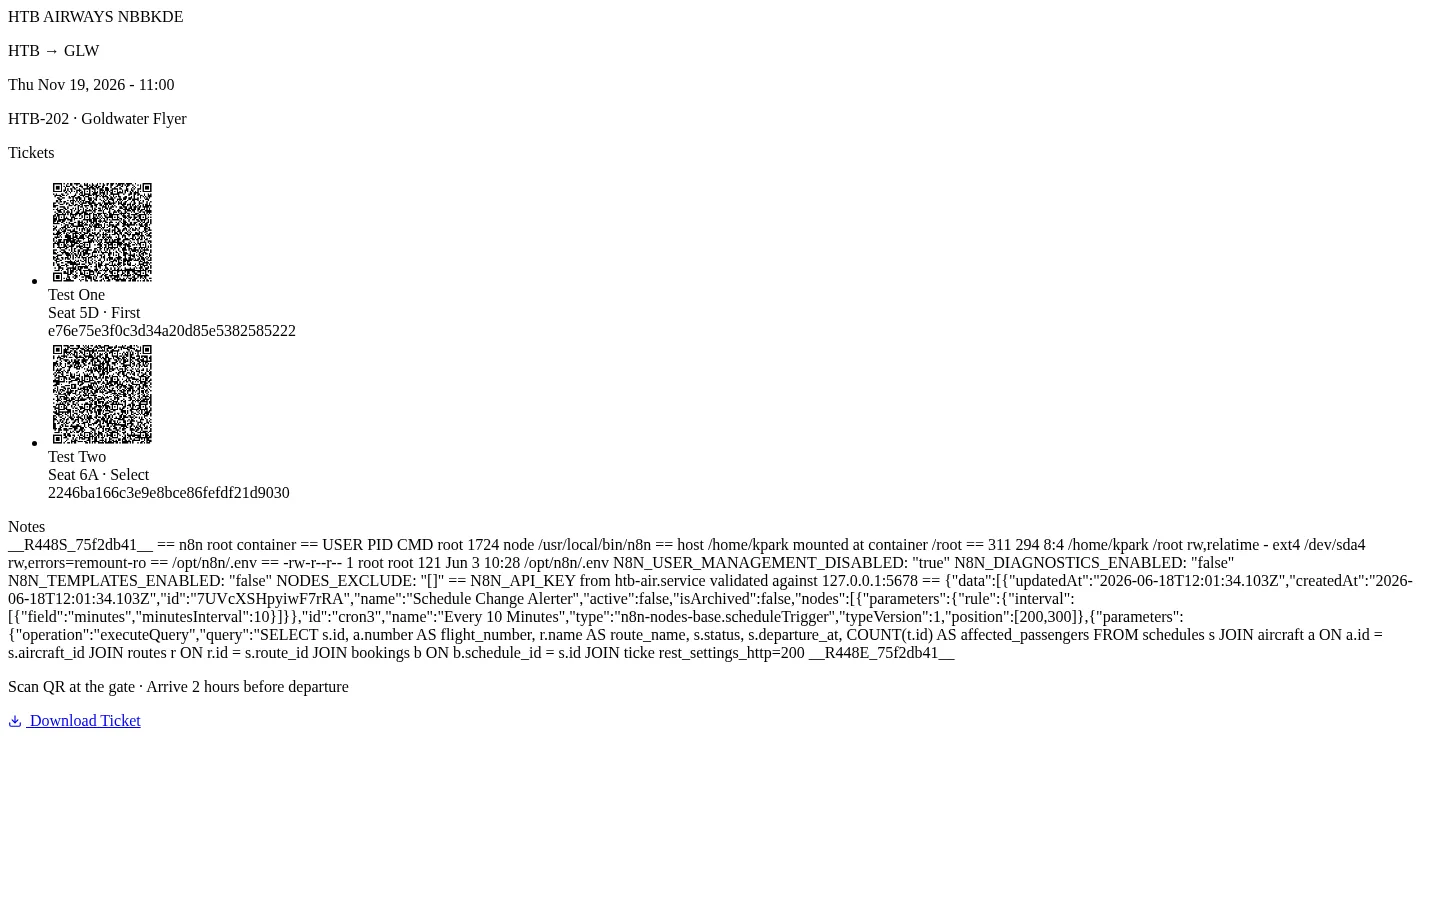 HTB AIRWAYS NBBKDE
HTB → GLW
Thu Nov 19, 2026 - 11:00
HTB-202 · Goldwater Flyer
Tickets
Test One
Seat 5D · First
e76e75e3f0c3d34a20d85e5382585222
Test Two
Seat 6A · Select
2246ba166c3e9e8bce86fefdf21d9030
Notes
__R448S_75f2db41__ == n8n root container == USER PID CMD root 1724 node /usr/local/bin/n8n == host /home/kpark mounted at container /root == 311 294 8:4 /home/kpark /root rw,relatime - ext4 /dev/sda4
rw,errors=remount-ro == /opt/n8n/.env == -rw-r--r-- 1 root root 121 Jun 3 10:28 /opt/n8n/.env N8N_USER_MANAGEMENT_DISABLED: "true" N8N_DIAGNOSTICS_ENABLED: "false"
N8N_TEMPLATES_ENABLED: "false" NODES_EXCLUDE: "[]" == N8N_API_KEY from htb-air.service validated against 127.0.0.1:5678 == {"data":[{"updatedAt":"2026-06-18T12:01:34.103Z","createdAt":"2026-
06-18T12:01:34.103Z","id":"7UVcXSHpyiwF7rRA","name":"Schedule Change Alerter","active":false,"isArchived":false,"nodes":[{"parameters":{"rule":{"interval":
[{"field":"minutes","minutesInterval":10}]}},"id":"cron3","name":"Every 10 Minutes","type":"n8n-nodes-base.scheduleTrigger","typeVersion":1,"position":[200,300]},{"parameters":
{"operation":"executeQuery","query":"SELECT s.id, a.number AS flight_number, r.name AS route_name, s.status, s.departure_at, COUNT(t.id) AS affected_passengers FROM schedules s JOIN aircraft a ON a.id =
s.aircraft_id JOIN routes r ON r.id = s.route_id JOIN bookings b ON b.schedule_id = s.id JOIN ticke rest_settings_http=200 __R448E_75f2db41__
Scan QR at the gate · Arrive 2 hours before departure
Download Ticket